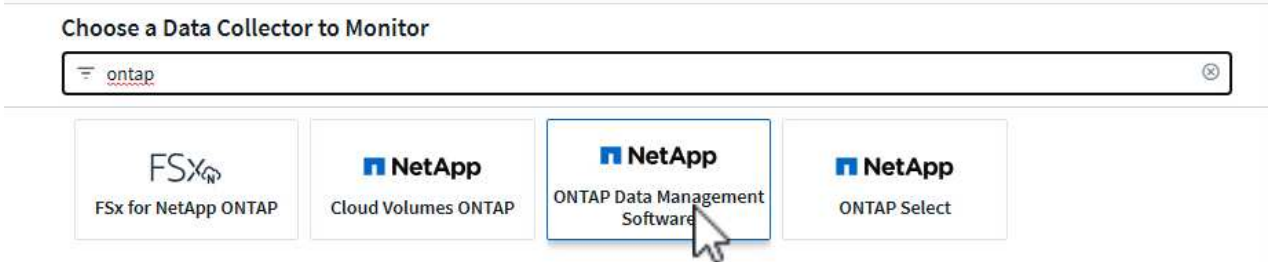 Choose a Data Collector to Monitor
ontap
FSxN
FSx for NetApp ONTAP
NetApp
Cloud Volumes ONTAP
NetApp
ONTAP Data Management
Software
NetApp
ONTAP Select